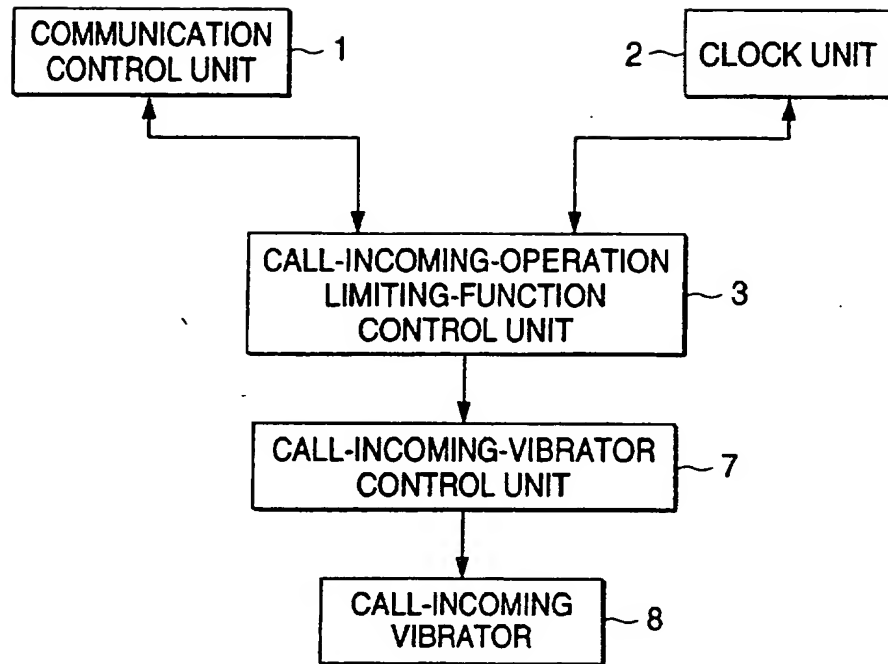 COMMUNICATION
CONTROL UNIT
1
2
CLOCK UNIT
CALL-INCOMING-OPERATION
LIMITING-FUNCTION
CONTROL UNIT
3
CALL-INCOMING-VIBRATOR
CONTROL UNIT
7
CALL-INCOMING
VIBRATOR
8